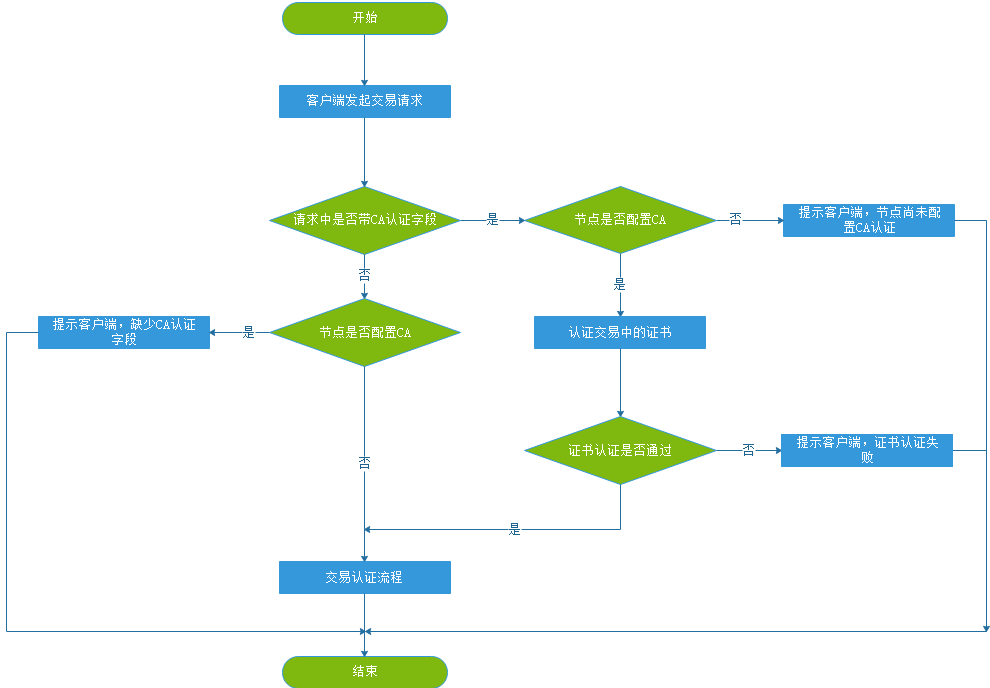 开始
客户端发起交易请求
请求中是否带CA认证字段
是
节点是否配置CA
否
提示客户端，节点尚未配
置CA认证
否
是
提示客户端，缺少CA认证
字段
是
节点是否配置CA
认证交易中的证书
证书认证是否通过
否
提示客户端，证书认证失
败
否
是
交易认证流程
结束